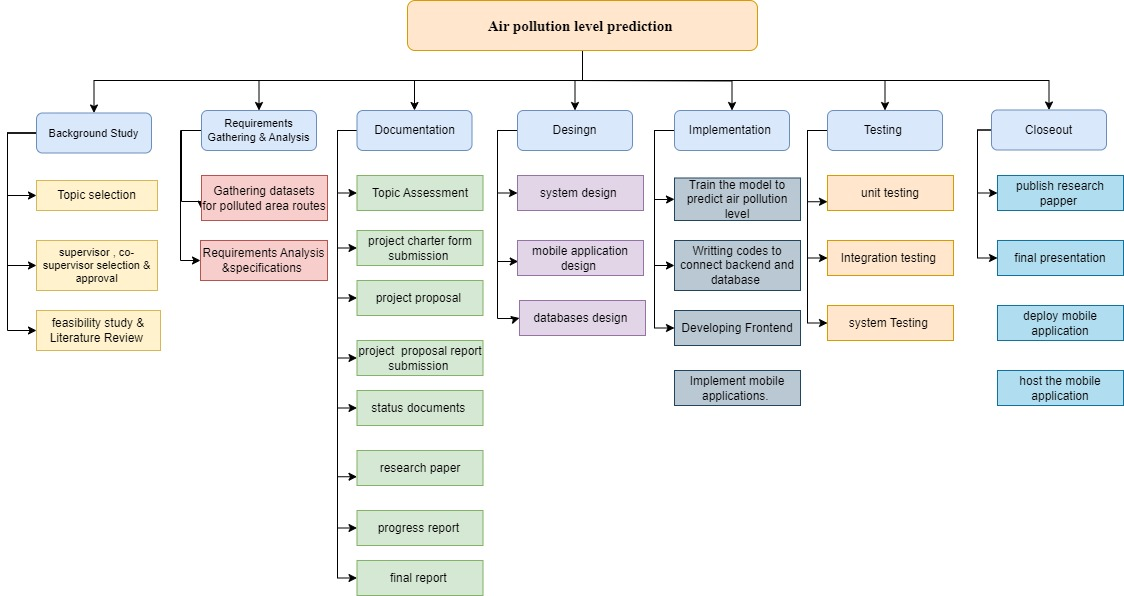 Air pollution level prediction
Background Study
Topic selection
supervisor , co-
supervisor selection &
approval
feasibility study &
Literature Review
Requirements
Gathering & Analysis
Gathering datasets
for polluted area routes
Requirements Analysis
&specifications
Documentation
Topic Assessment
project charter form
submission
project proposal
project  proposal report
submission
status documents
research paper
progress report
final report
Desingn
system design
mobile application
design
databases design
Implementation
Train the model to
predict air pollution
level
Writting codes to
connect backend and
database
Developing Frontend
Implement mobile
applications.
Testing
unit testing
Integration testing
system Testing
Closeout
publish research
papper
final presentation
deploy mobile
application
host the mobile
application